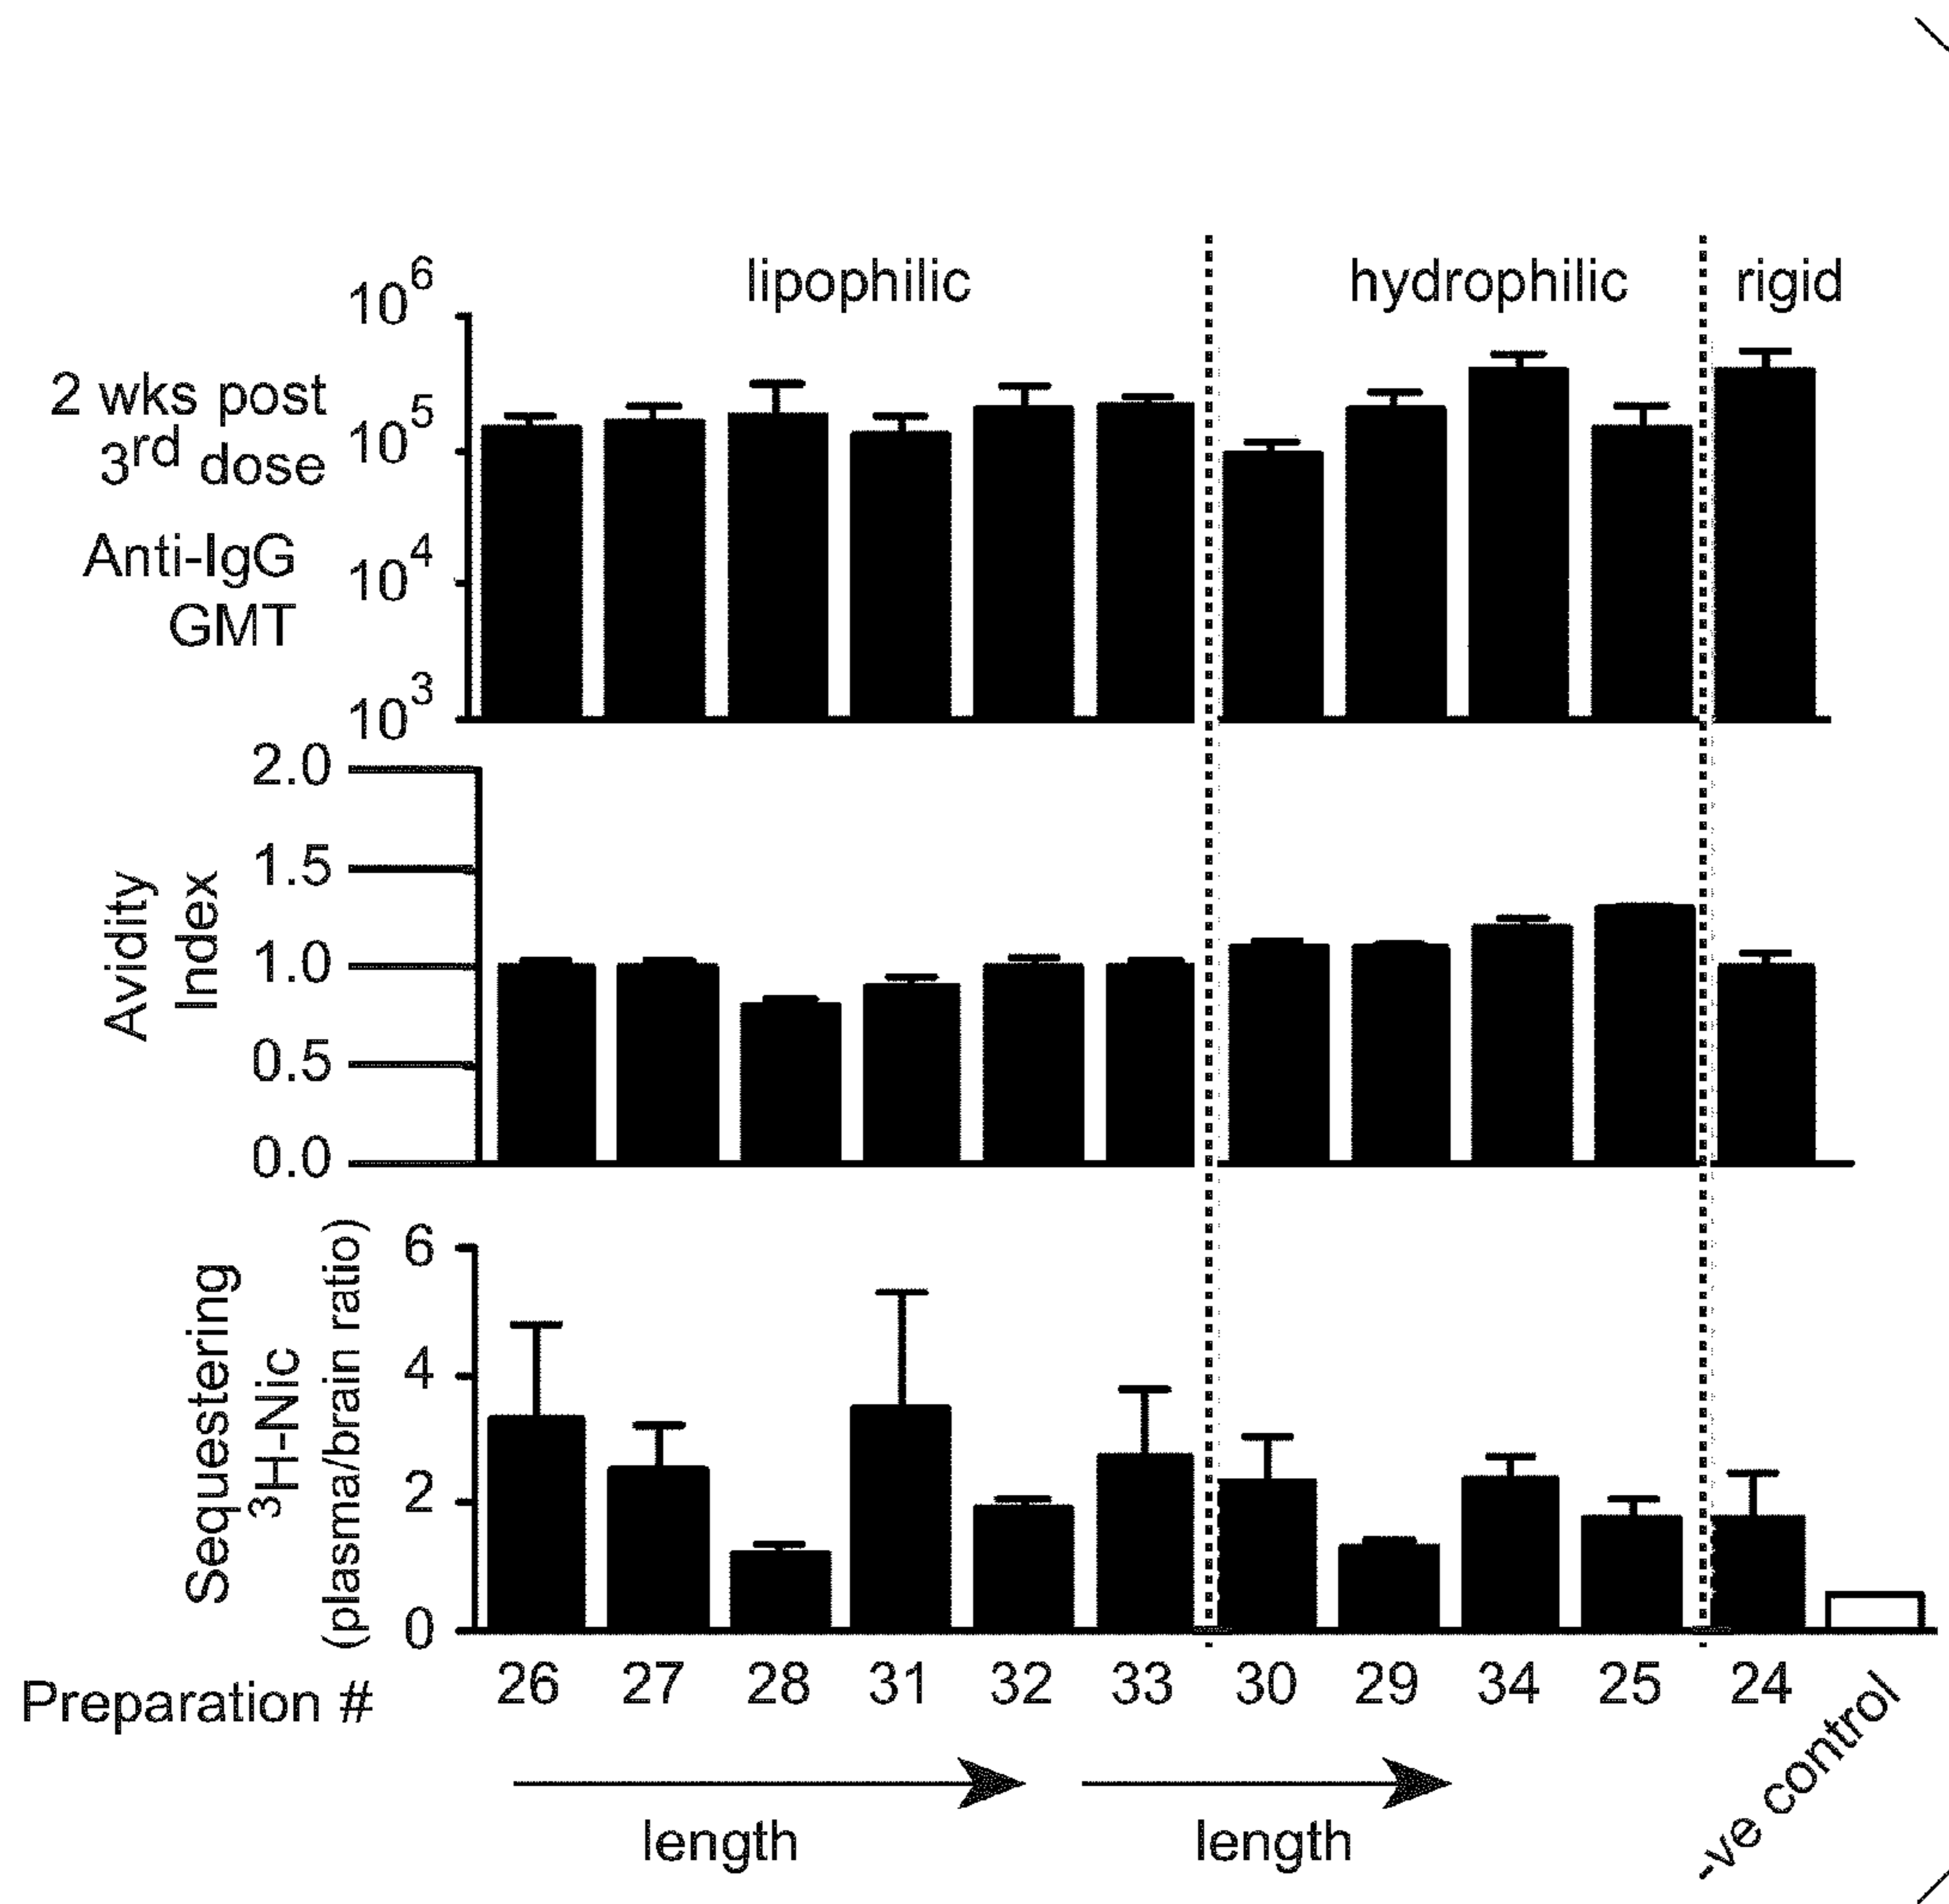 lipophilic hydrophilic rigid
2 wks post
3rd dose
Anti-IgG
GMT
10^6
10^5
10^4
10^3
Avidity
Index
2.0
1.5
1.0
0.5
0.0
Sequestering
3H-Nic
(plasma/brain ratio)
6
4
2
0
Preparation # 26 27 28 31 32 33 30 29 34 25 24 -ve control
length length